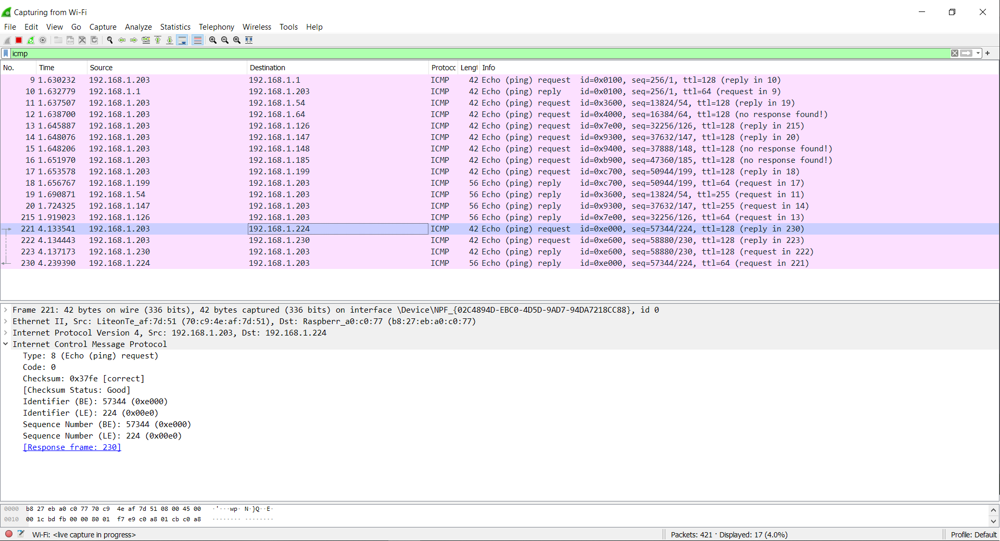 Capturing from Wi-Fi
File Edit View Go Capture Analyze Statistics Telephony Wireless Tools Help
icmp
No. Time Source Destination Protocc Lengt Info
9 1.630232 192.168.1.203 192.168.1.1 ICMP 42 Echo (ping) request id=0x0100, seq=256/1, ttl=128 (reply in 10)
10 1.632779 192.168.1.1 192.168.1.203 ICMP 42 Echo (ping) reply id=0x0100, seq=256/1, ttl=64 (request in 9)
11 1.637507 192.168.1.203 192.168.1.54 ICMP 42 Echo (ping) request id=0x3600, seq=13824/54, ttl=128 (reply in 19)
12 1.638700 192.168.1.203 192.168.1.64 ICMP 42 Echo (ping) request id=0x4000, seq=16384/64, ttl=128 (no response found!)
13 1.645887 192.168.1.203 192.168.1.126 ICMP 42 Echo (ping) request id=0x7e00, seq=32256/126, ttl=128 (reply in 215)
14 1.648076 192.168.1.203 192.168.1.147 ICMP 42 Echo (ping) request id=0x9300, seq=37632/147, ttl=128 (reply in 20)
15 1.648206 192.168.1.203 192.168.1.148 ICMP 42 Echo (ping) request id=0x9400, seq=37888/148, ttl=128 (no response found!)
16 1.651970 192.168.1.203 192.168.1.185 ICMP 42 Echo (ping) request id=0xb900, seq=47360/185, ttl=128 (no response found!)
17 1.653578 192.168.1.203 192.168.1.199 ICMP 42 Echo (ping) request id=0xc700, seq=50944/199, ttl=128 (reply in 18)
18 1.656767 192.168.1.199 192.168.1.203 ICMP 56 Echo (ping) reply id=0xc700, seq=50944/199, ttl=64 (request in 17)
19 1.690871 192.168.1.54 192.168.1.203 ICMP 56 Echo (ping) reply id=0x3600, seq=13824/54, ttl=255 (request in 11)
20 1.724325 192.168.1.147 192.168.1.203 ICMP 56 Echo (ping) reply id=0x9300, seq=37632/147, ttl=255 (request in 14)
215 1.919023 192.168.1.126 192.168.1.203 ICMP 56 Echo (ping) reply id=0x7e00, seq=32256/126, ttl=64 (request in 13)
221 4.133541 192.168.1.203 192.168.1.224 ICMP 42 Echo (ping) request id=0xe000, seq=57344/224, ttl=128 (reply in 230)
222 4.134443 192.168.1.203 192.168.1.230 ICMP 42 Echo (ping) request id=0xe600, seq=58880/230, ttl=128 (reply in 223)
223 4.137173 192.168.1.230 192.168.1.203 ICMP 42 Echo (ping) reply id=0xe600, seq=58880/230, ttl=128 (request in 222)
230 4.239390 192.168.1.224 192.168.1.203 ICMP 56 Echo (ping) reply id=0xe000, seq=57344/224, ttl=64 (request in 221)
Frame 221: 42 bytes on wire (336 bits), 42 bytes captured (336 bits) on interface \Device\NPF_{02C4894D-EBC0-4D5D-9AD7-94DA7218CC88}, id 0
Ethernet II, Src: LiteonTe_af:7d:51 (70:c9:4e:af:7d:51), Dst: Raspberr_a0:c0:77 (b8:27:eb:a0:c0:77)
Internet Protocol Version 4, Src: 192.168.1.203, Dst: 192.168.1.224
Internet Control Message Protocol
Type: 8 (Echo (ping) request)
Code: 0
Checksum: 0x37fe [correct]
[Checksum Status: Good]
Identifier (BE): 57344 (0xe000)
Identifier (LE): 224 (0x00e0)
Sequence Number (BE): 57344 (0xe000)
Sequence Number (LE): 224 (0x00e0)
[Response frame: 230]
0000 b8 27 eb a0 c0 77 70 c9 4e af 7d 51 08 00 45 00 ·'···wp· N·}Q··E·
0010 00 1c bd fb 00 00 80 01 f7 e9 c0 a8 01 cb c0 a8 ········ ········
Wi-Fi: <live capture in progress> Packets: 421 · Displayed: 17 (4.0%) Profile: Default